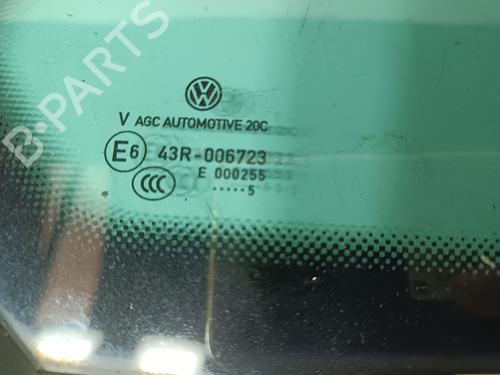 B-PARTS
VW
V AGC AUTOMOTIVE 20C
E6 43R-006723
E 000255
CCC
.....5